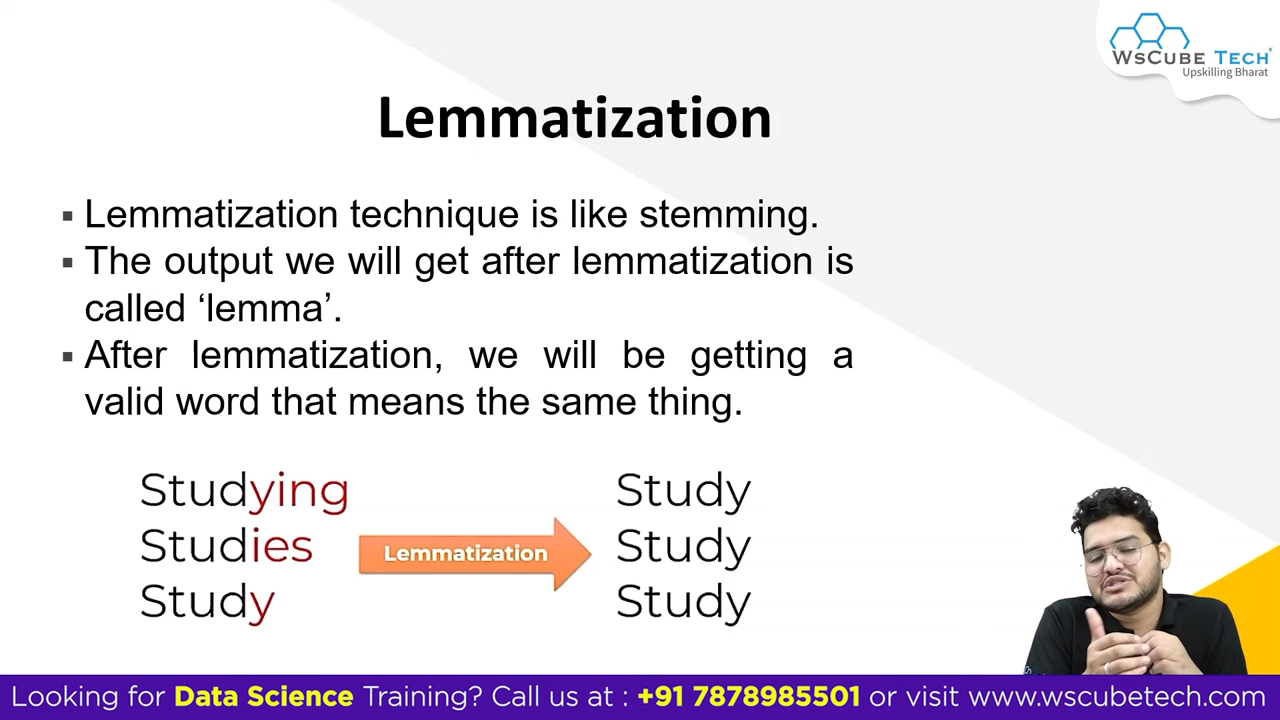 WsCube Tech
Upskilling Bharat
Lemmatization
▪ Lemmatization technique is like stemming.
▪ The output we will get after lemmatization is
called ‘lemma’.
▪ After lemmatization, we will be getting a
valid word that means the same thing.
Studying
Studies
Study
Lemmatization
Study
Study
Study
Looking for Data Science Training? Call us at : +91 7878985501 or visit www.wscubetech.com